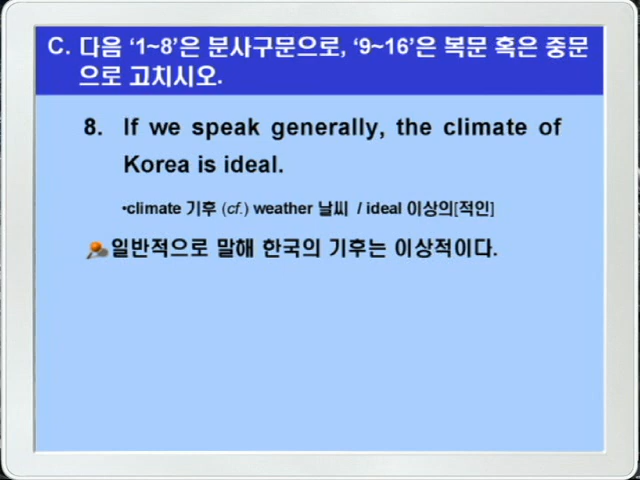 C. 다음 ‘1~8’은 분사구문으로, ‘9~16’은 복문 혹은 중문
으로 고치시오.
8. If we speak generally, the climate of
Korea is ideal.
•climate 기후 (cf.) weather 날씨 / ideal 이상의[적인]
일반적으로 말해 한국의 기후는 이상적이다.